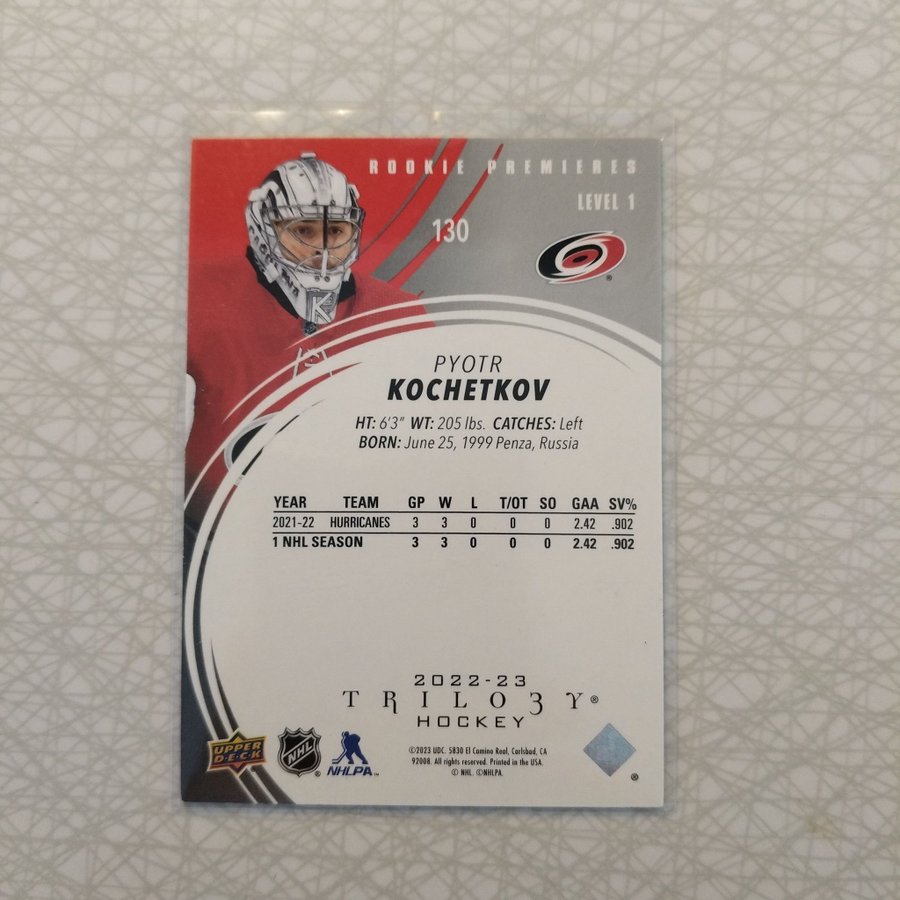 ROOKIE PREMIERES
LEVEL 1
130
K
PYOTR
KOCHETKOV
HT: 6'3" WT: 205 lbs. CATCHES: Left
BORN: June 25, 1999 Penza, Russia
YEAR TEAM GP W L T/OT SO GAA SV%
2021-22 HURRICANES 3 3 0 0 0 2.42 .902
1 NHL SEASON 3 3 0 0 0 2.42 .902
2022-23
TRILOGY®
HOCKEY
UPPER DECK
NHL ®
NHLPA™
©2023 UDC. 5830 El Camino Real, Carlsbad, CA
92008. All rights reserved. Printed in the USA.
© NHL. ©NHLPA.
®